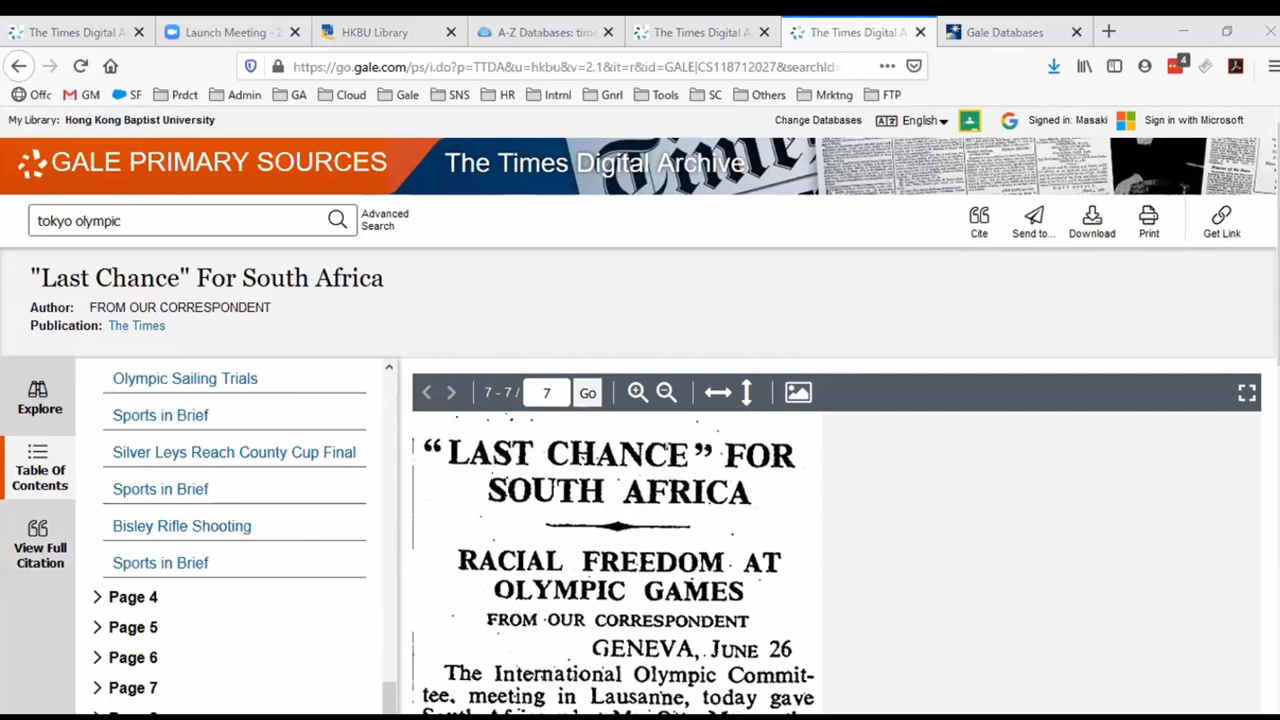 The Times Digital A
Launch Meeting - Z
HKBU Library
A-Z Databases: time
The Times Digital A
The Times Digital A
Gale Databases
https://go.gale.com/ps/i.do?p=TTDA&u=hkbu&v=2.1&it=r&id=GALE|CS118712027&searchId=
4
Offc GM SF Prdct Admin GA Cloud Gale SNS HR Intrnl Gnrl Tools SC Others Mrktng FTP
My Library: Hong Kong Baptist University
Change Databases English Signed in: Masaki Sign in with Microsoft
GALE PRIMARY SOURCES
The Times Digital Archive
tokyo olympic
Advanced
Search
Cite Send to... Download Print Get Link
"Last Chance" For South Africa
Author: FROM OUR CORRESPONDENT
Publication: The Times
Explore
Table Of
Contents
View Full
Citation
Olympic Sailing Trials
Sports in Brief
Silver Leys Reach County Cup Final
Sports in Brief
Bisley Rifle Shooting
Sports in Brief
Page 4
Page 5
Page 6
Page 7
7 - 7 / 7 Go
“LAST CHANCE” FOR
SOUTH AFRICA
RACIAL FREEDOM AT
OLYMPIC GAMES
FROM OUR CORRESPONDENT
GENEVA, JUNE 26
The International Olympic Commit-
tee, meeting in Lausanne, today gave